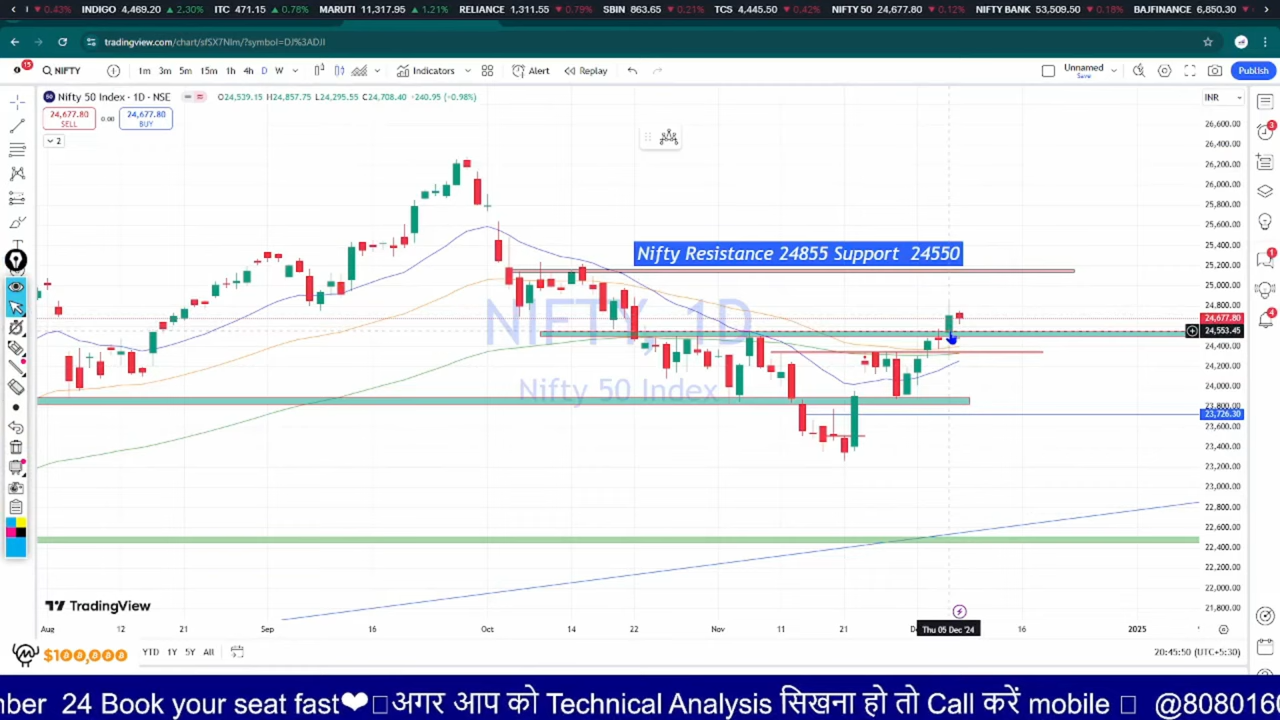 0.43% INDIGO 4,469.20 ▲ 2.30% ITC 471.15 ▲ 0.78% MARUTI 11,317.95 ▲ 1.21% RELIANCE 1,311.55 ▼ 0.79% SBIN 863.65 ▼ 0.21% TCS 4,445.50 ▼ 0.42% NIFTY 50 24,677.80 ▼ 0.12% NIFTY BANK 53,509.50 ▼ 0.18% BAJFINANCE 6,850.30 ▼
tradingview.com/chart/sfSX7Nlm/?symbol=DJ%3ADJI
15 NIFTY 1m 3m 5m 15m 1h 4h D W Indicators Alert Replay Unnamed Save Publish
Nifty 50 Index · 1D · NSE O24,539.15 H24,857.75 L24,295.55 C24,708.40 -240.95 (-0.98%) INR
24,677.80 SELL 0.00 24,677.80 BUY
2
26,600.00
26,400.00
26,200.00
26,000.00
25,800.00
25,600.00
25,400.00
Nifty Resistance 24855 Support 24550
25,200.00
25,000.00
24,800.00
NIFTY, 1D
24,677.80
24,553.45
24,400.00
24,200.00
Nifty 50 Index
24,000.00
23,800.00
23,726.30
23,600.00
23,400.00
23,200.00
23,000.00
22,800.00
22,600.00
22,400.00
22,200.00
22,000.00
21,800.00
TradingView
Aug 12 21 Sep 16 Oct 14 22 Nov 11 21 Thu 05 Dec '24 16 2025
$100,000 YTD 1Y 5Y All 20:45:50 (UTC+5:30)
mber 24 Book your seat fast❤ अगर आप को Technical Analysis सिखना हो तो Call करें mobile @8080160